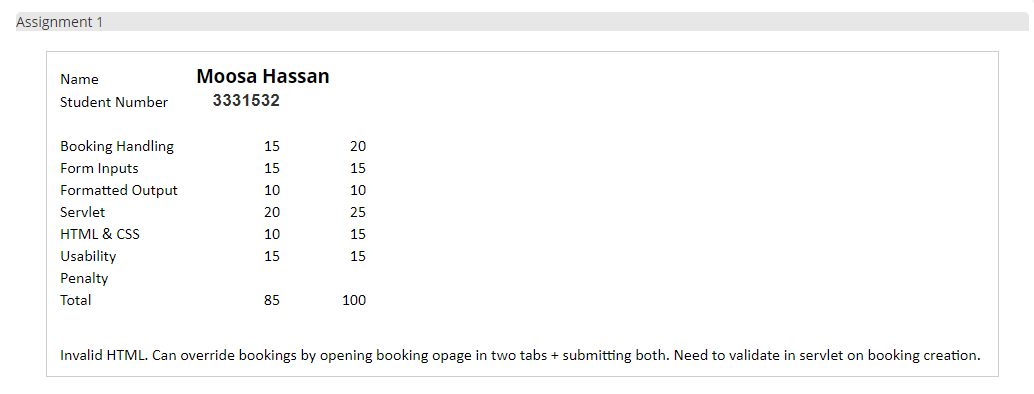 Assignment 1
Name Moosa Hassan
Student Number 3331532
Booking Handling 15 20
Form Inputs 15 15
Formatted Output 10 10
Servlet 20 25
HTML & CSS 10 15
Usability 15 15
Penalty
Total 85 100
Invalid HTML. Can override bookings by opening booking opage in two tabs + submitting both. Need to validate in servlet on booking creation.